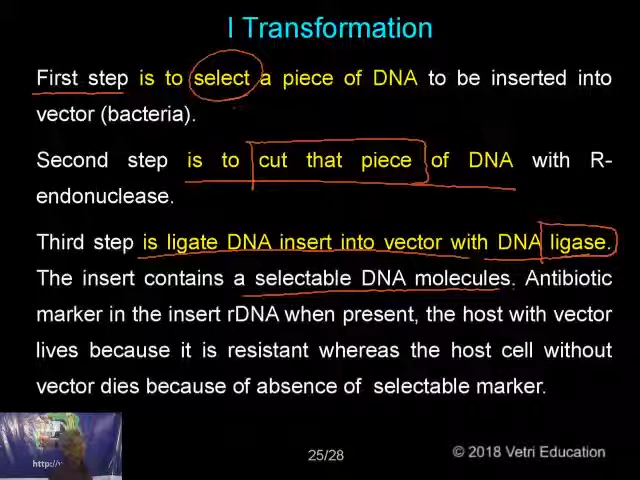 I Transformation
First step is to select a piece of DNA to be inserted into
vector (bacteria).
Second step is to cut that piece of DNA with R-
endonuclease.
Third step is ligate DNA insert into vector with DNA ligase.
The insert contains a selectable DNA molecules. Antibiotic
marker in the insert rDNA when present, the host with vector
lives because it is resistant whereas the host cell without
vector dies because of absence of selectable marker.
http://
25/28
© 2018 Vetri Education